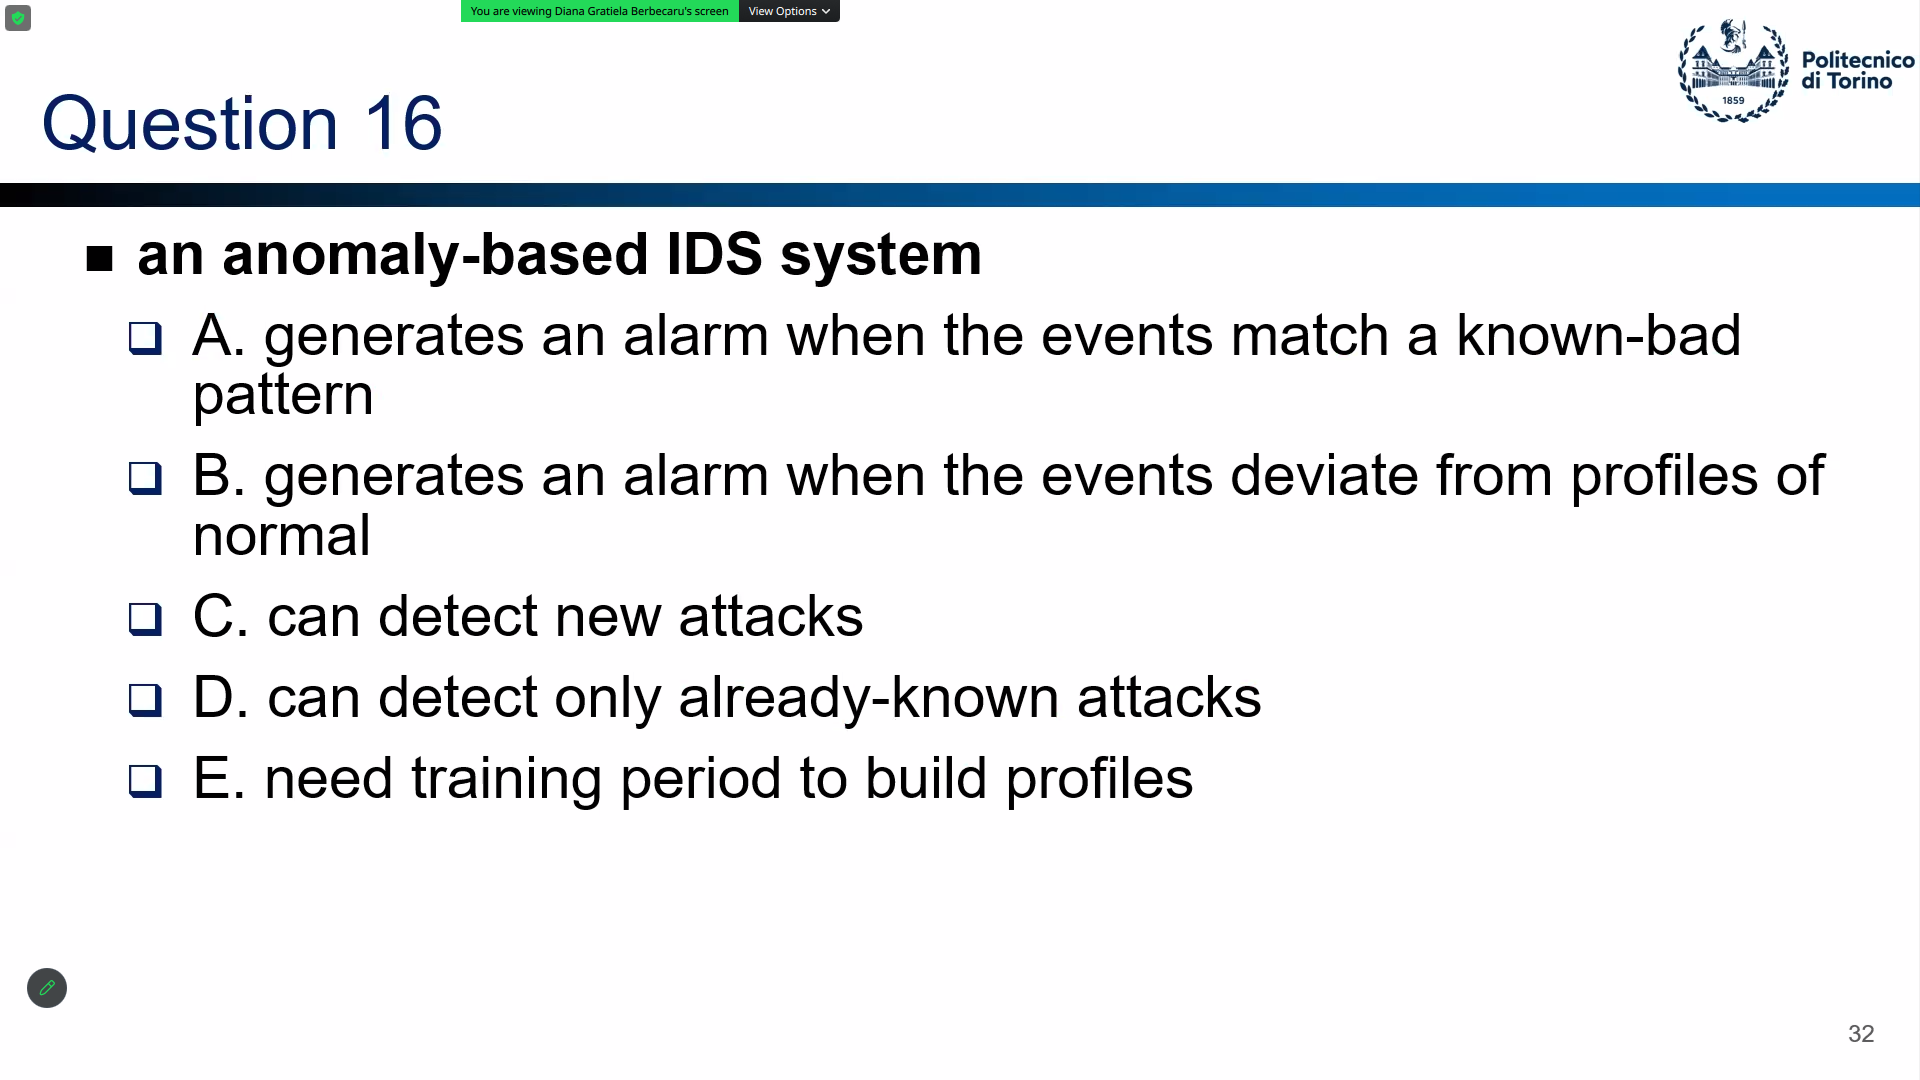 You are viewing Diana Gratiela Berbecaru's screen View Options
Politecnico
di Torino
1859
Question 16
an anomaly-based IDS system
A. generates an alarm when the events match a known-bad
pattern
B. generates an alarm when the events deviate from profiles of
normal
C. can detect new attacks
D. can detect only already-known attacks
E. need training period to build profiles
32